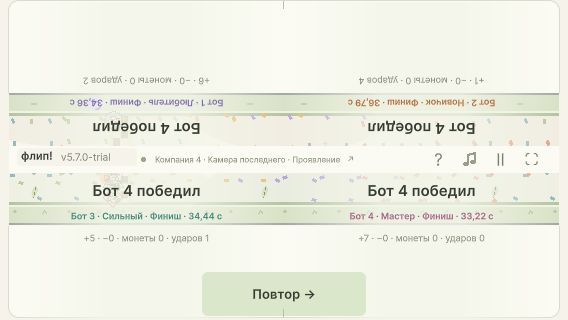 +6 · −0 · монеты 0 · ударов 2
+1 · −0 · монеты 0 · ударов 4
Бот 1 · Любитель · Финиш · 34,36 с
Бот 2 · Новичок · Финиш · 36,79 с
Бот 4 победил
Бот 4 победил
флип! v5.7.0-trial
Компания 4 · Камера последнего · Проявление ↗
Бот 4 победил
Бот 4 победил
Бот 3 · Сильный · Финиш · 34,44 с
Бот 4 · Мастер · Финиш · 33,22 с
+5 · −0 · монеты 0 · ударов 1
+7 · −0 · монеты 0 · ударов 0
Повтор →